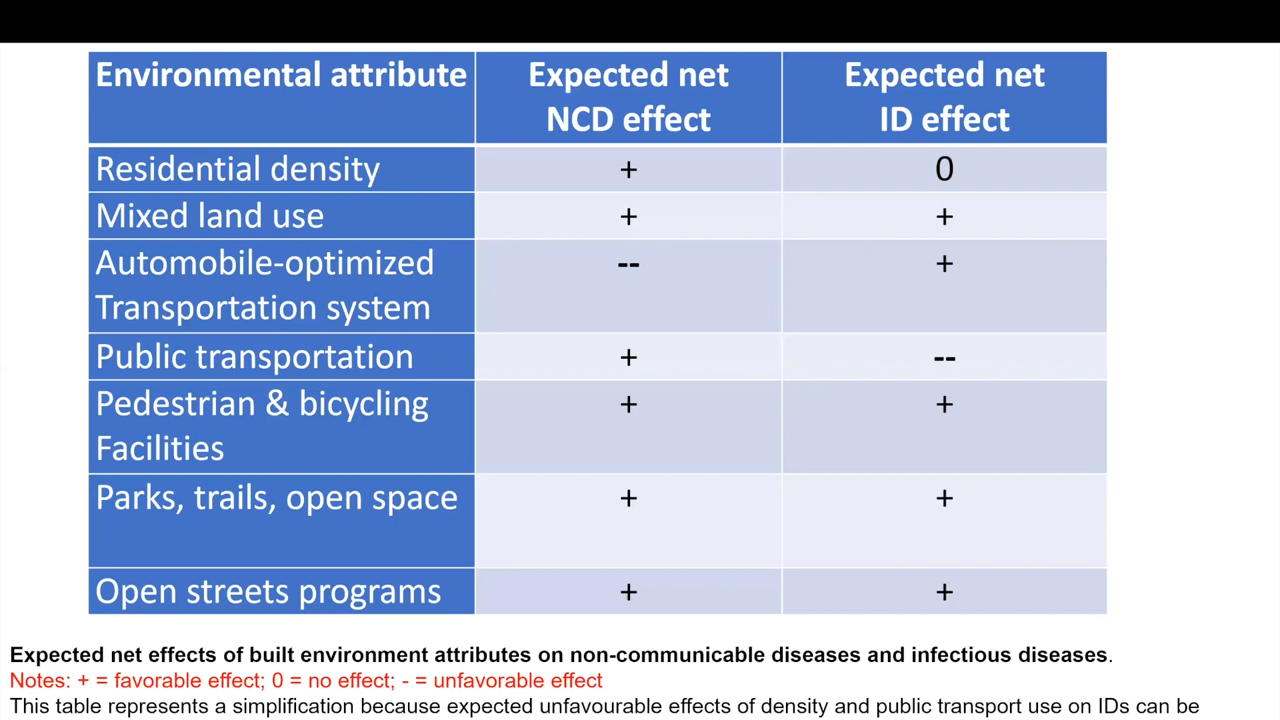 Environmental attribute Expected net NCD effect Expected net ID effect
Residential density + 0
Mixed land use + +
Automobile-optimized Transportation system -- +
Public transportation + --
Pedestrian & bicycling Facilities + +
Parks, trails, open space + +
Open streets programs + +
Expected net effects of built environment attributes on non-communicable diseases and infectious diseases.
Notes: + = favorable effect; 0 = no effect; - = unfavorable effect
This table represents a simplification because expected unfavourable effects of density and public transport use on IDs can be